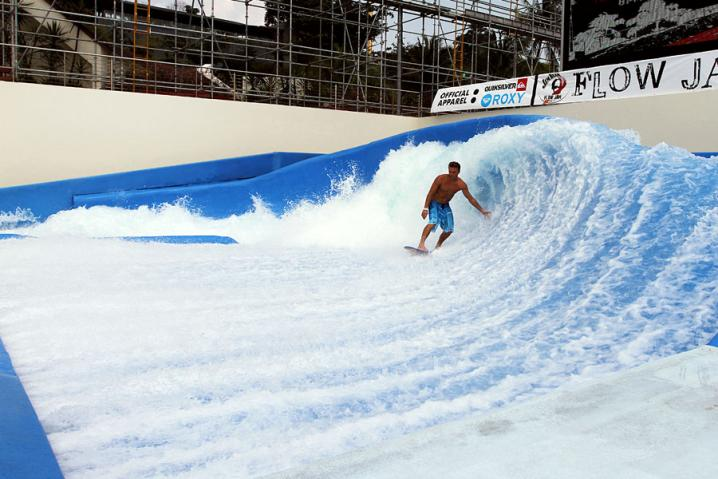 OFFICIAL
APPAREL
QUIKSILVER
ROXY
FLOW JA